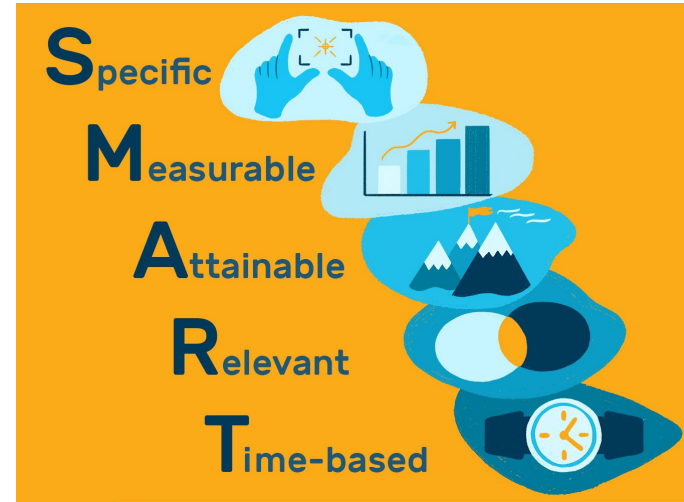 Specific
Measurable
Attainable
Relevant
Time-based